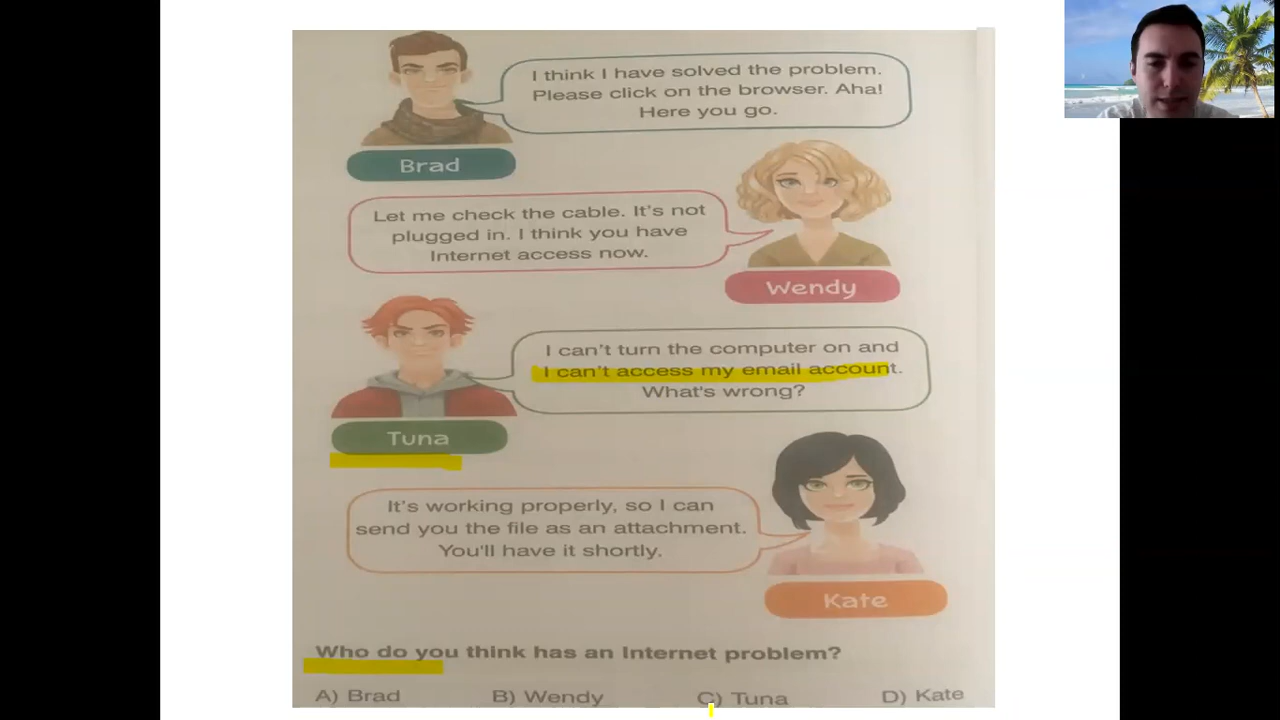 I think I have solved the problem.
Please click on the browser. Aha!
Here you go.
Brad
Let me check the cable. It's not
plugged in. I think you have
Internet access now.
Wendy
I can't turn the computer on and
I can't access my email account.
What's wrong?
Tuna
It's working properly, so I can
send you the file as an attachment.
You'll have it shortly.
Kate
Who do you think has an Internet problem?
A) Brad B) Wendy C) Tuna D) Kate